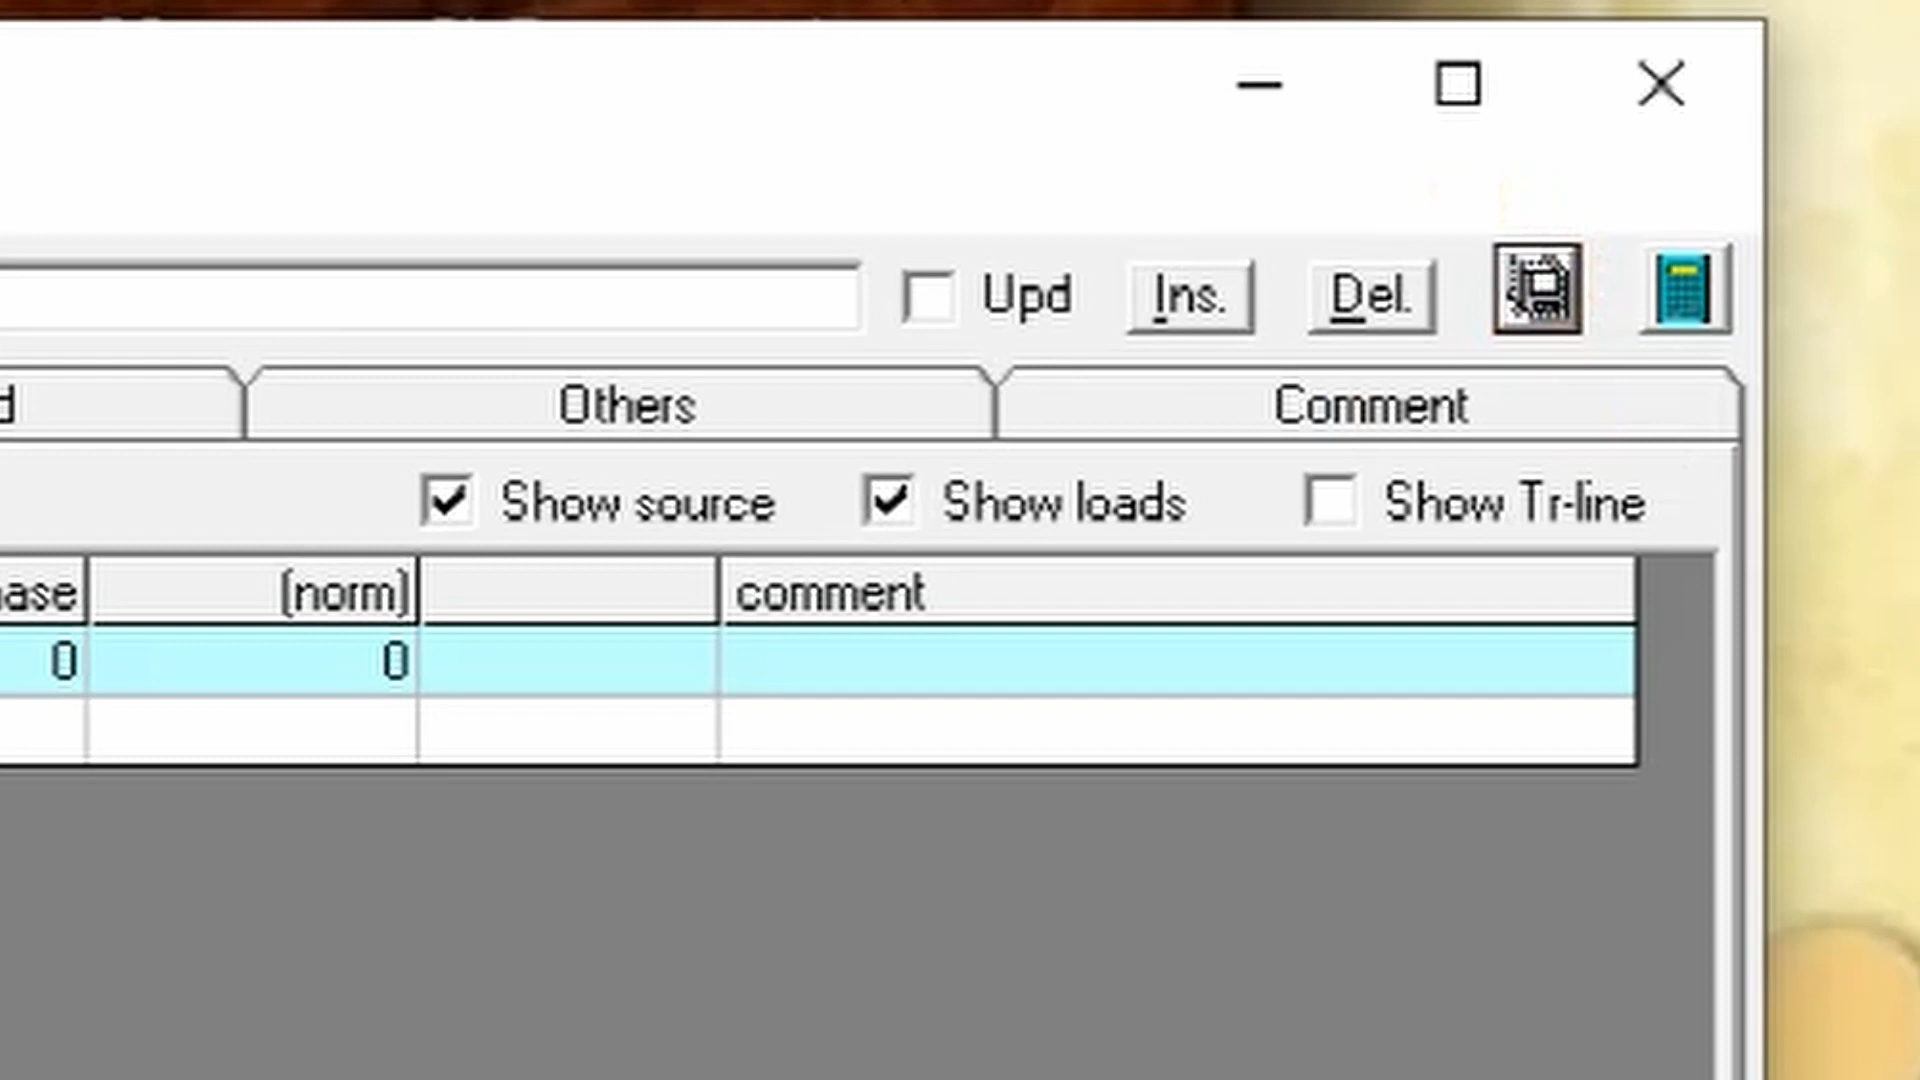 Upd Ins. Del.
Others Comment
Show source Show loads Show Tr-line
(norm) comment
0 0